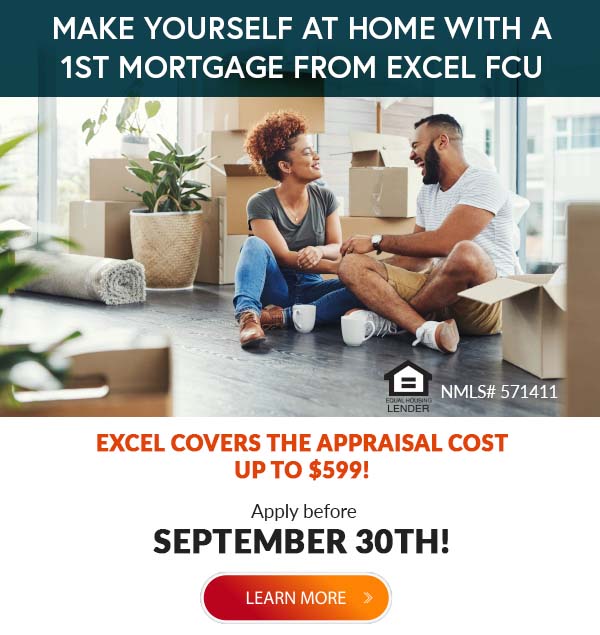 MAKE YOURSELF AT HOME WITH A
1ST MORTGAGE FROM EXCEL FCU
EQUAL HOUSING
LENDER
NMLS# 571411
EXCEL COVERS THE APPRAISAL COST
UP TO $599!
Apply before
SEPTEMBER 30TH!
LEARN MORE »